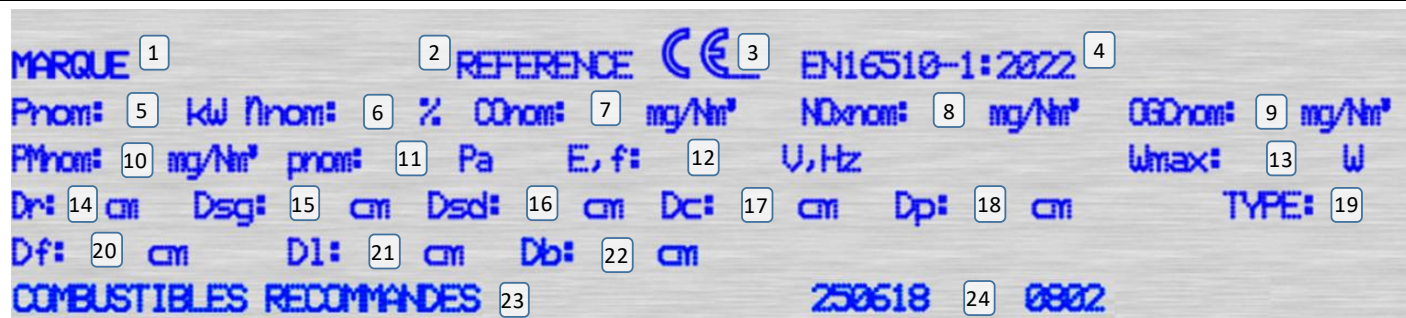 MARQUE 1 2 REFERENCE CE 3 EN16510-1:2022 4
Pnom: 5 kW ηnom: 6 % COnom: 7 mg/Nm³ NOxnom: 8 mg/Nm³ OGCnom: 9 mg/Nm³
PMnom: 10 mg/Nm³ pnom: 11 Pa E,f: 12 V,Hz Wmax: 13 W
Dr: 14 cm Dsg: 15 cm Dsd: 16 cm Dc: 17 cm Dp: 18 cm TYPE: 19
Df: 20 cm Dl: 21 cm Db: 22 cm
COMBUSTIBLES RECOMMANDES 23 250618 24 0802